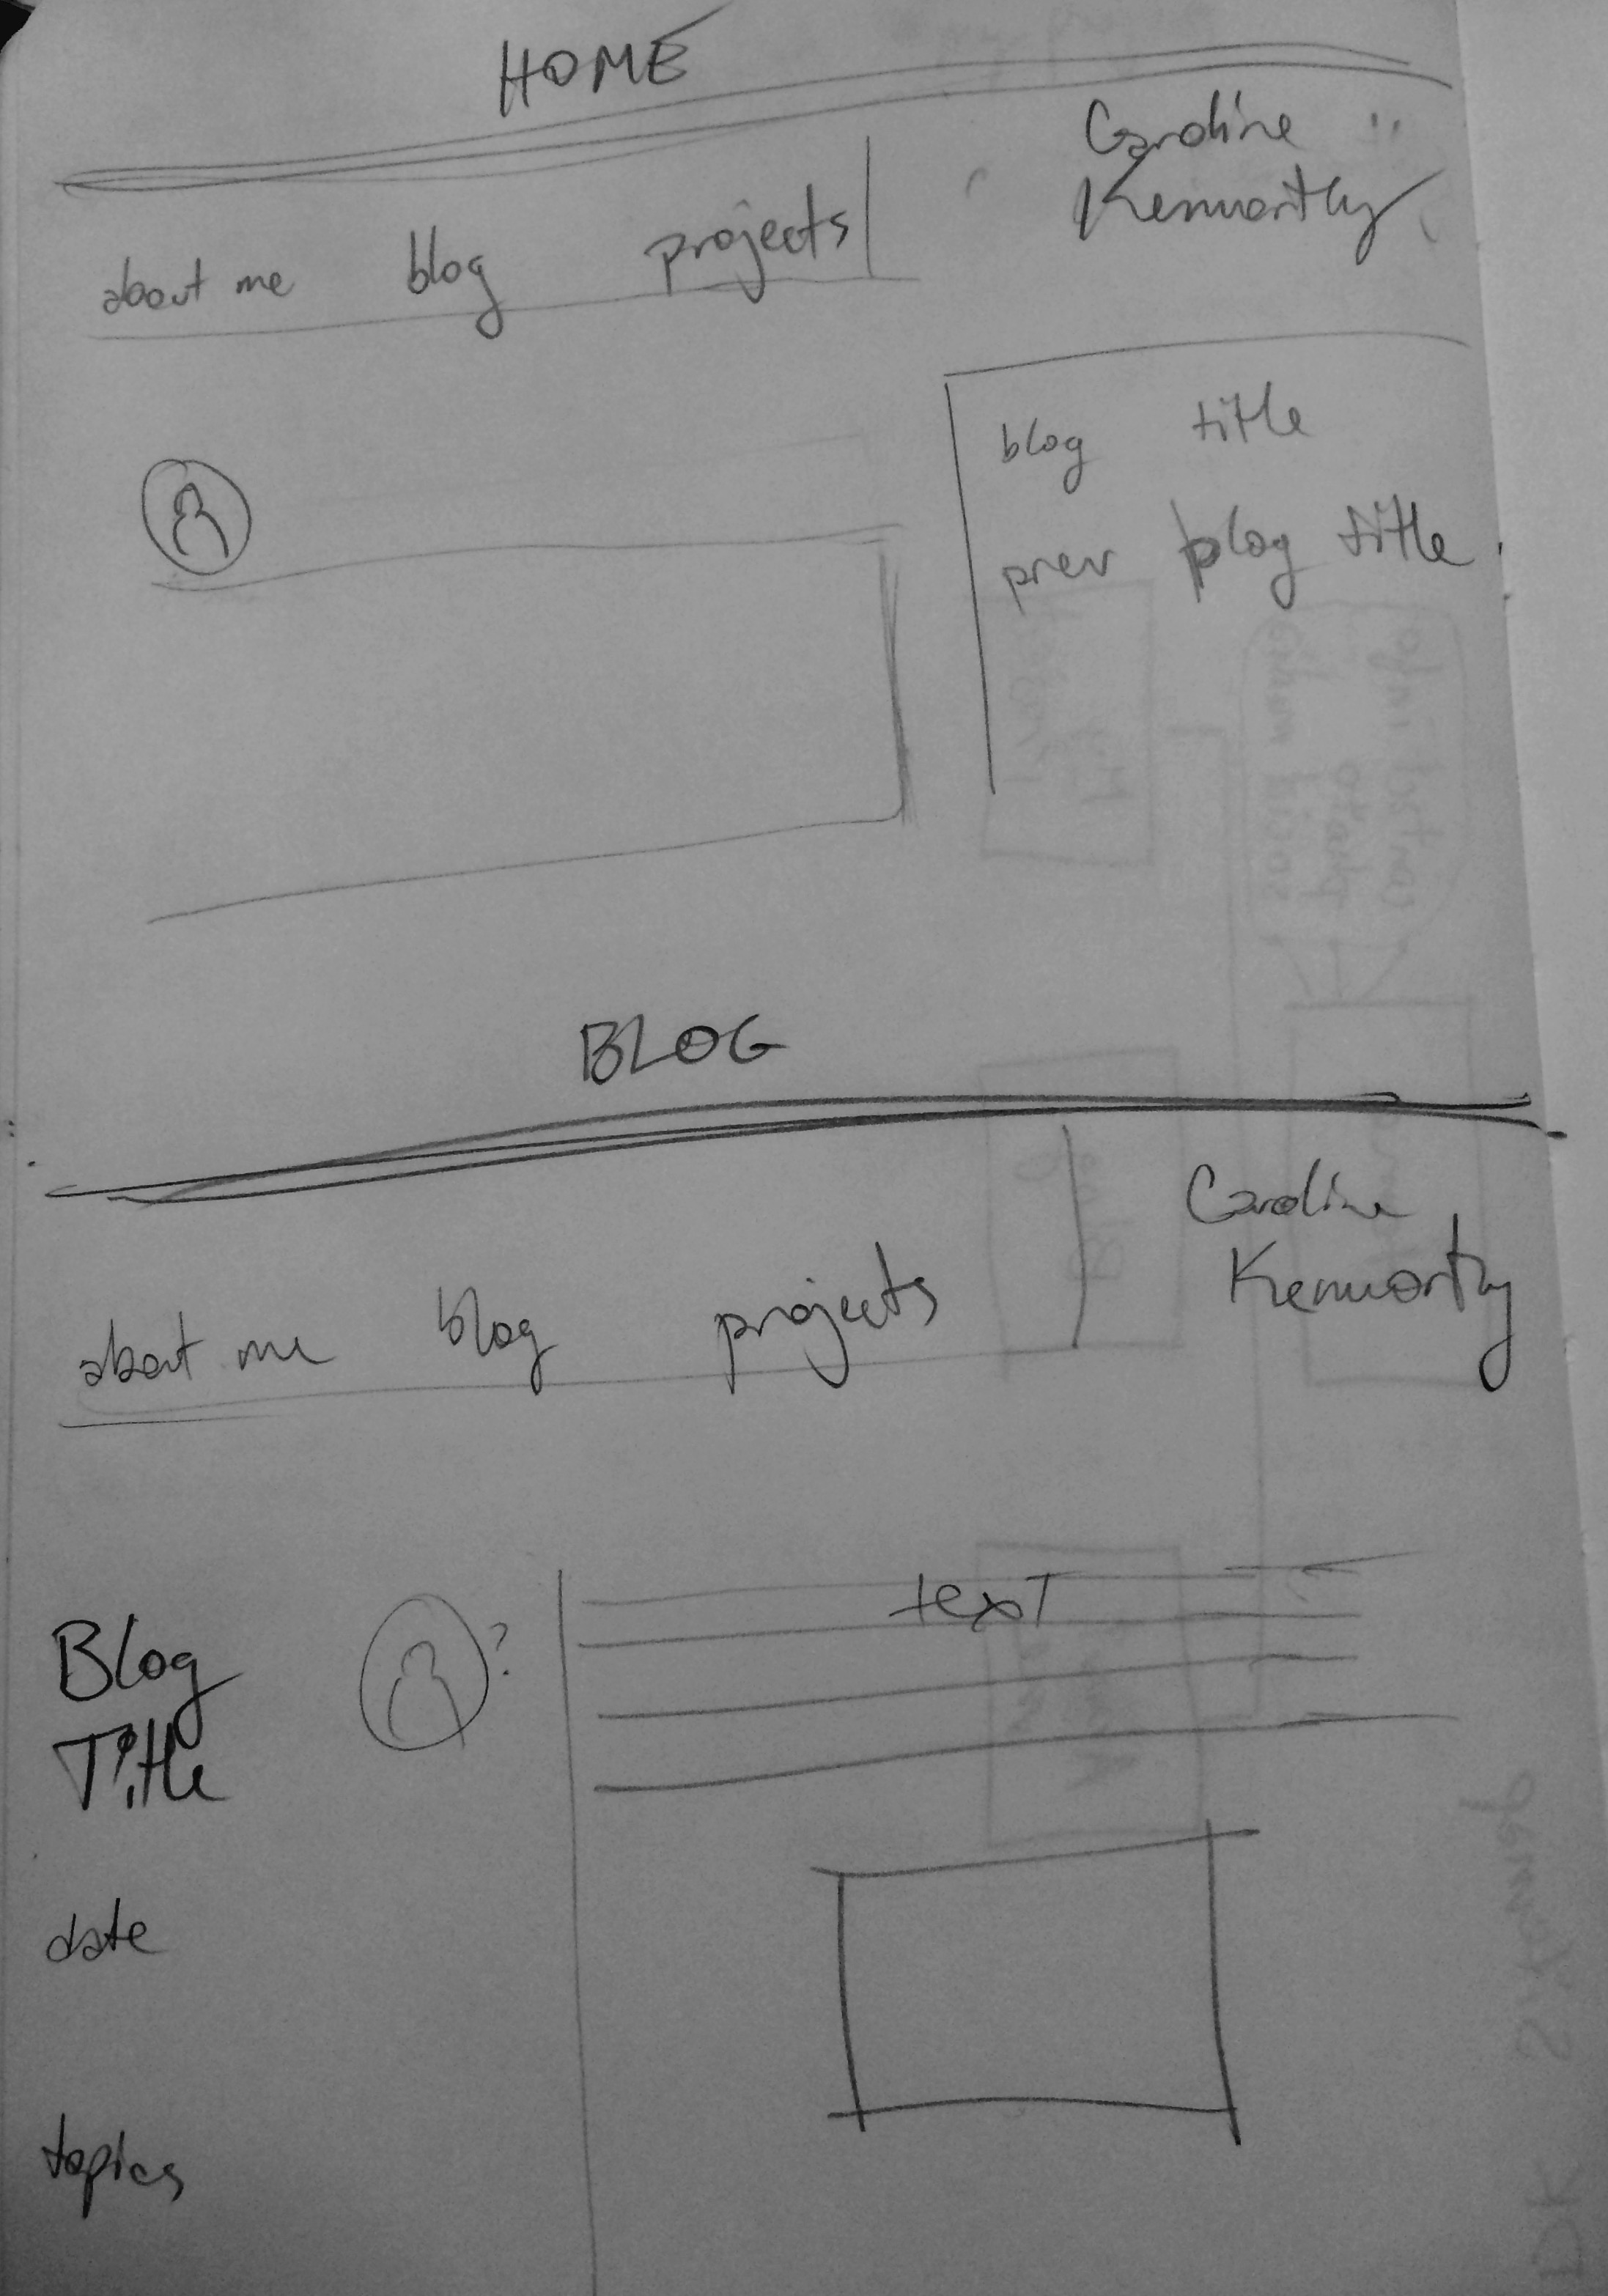 HOME
Caroline
Kenworthy
about me blog projects
blog title
prev blog title
BLOG
Caroline
Kenworthy
about me blog projects
text
Blog
Title
?
date
topics